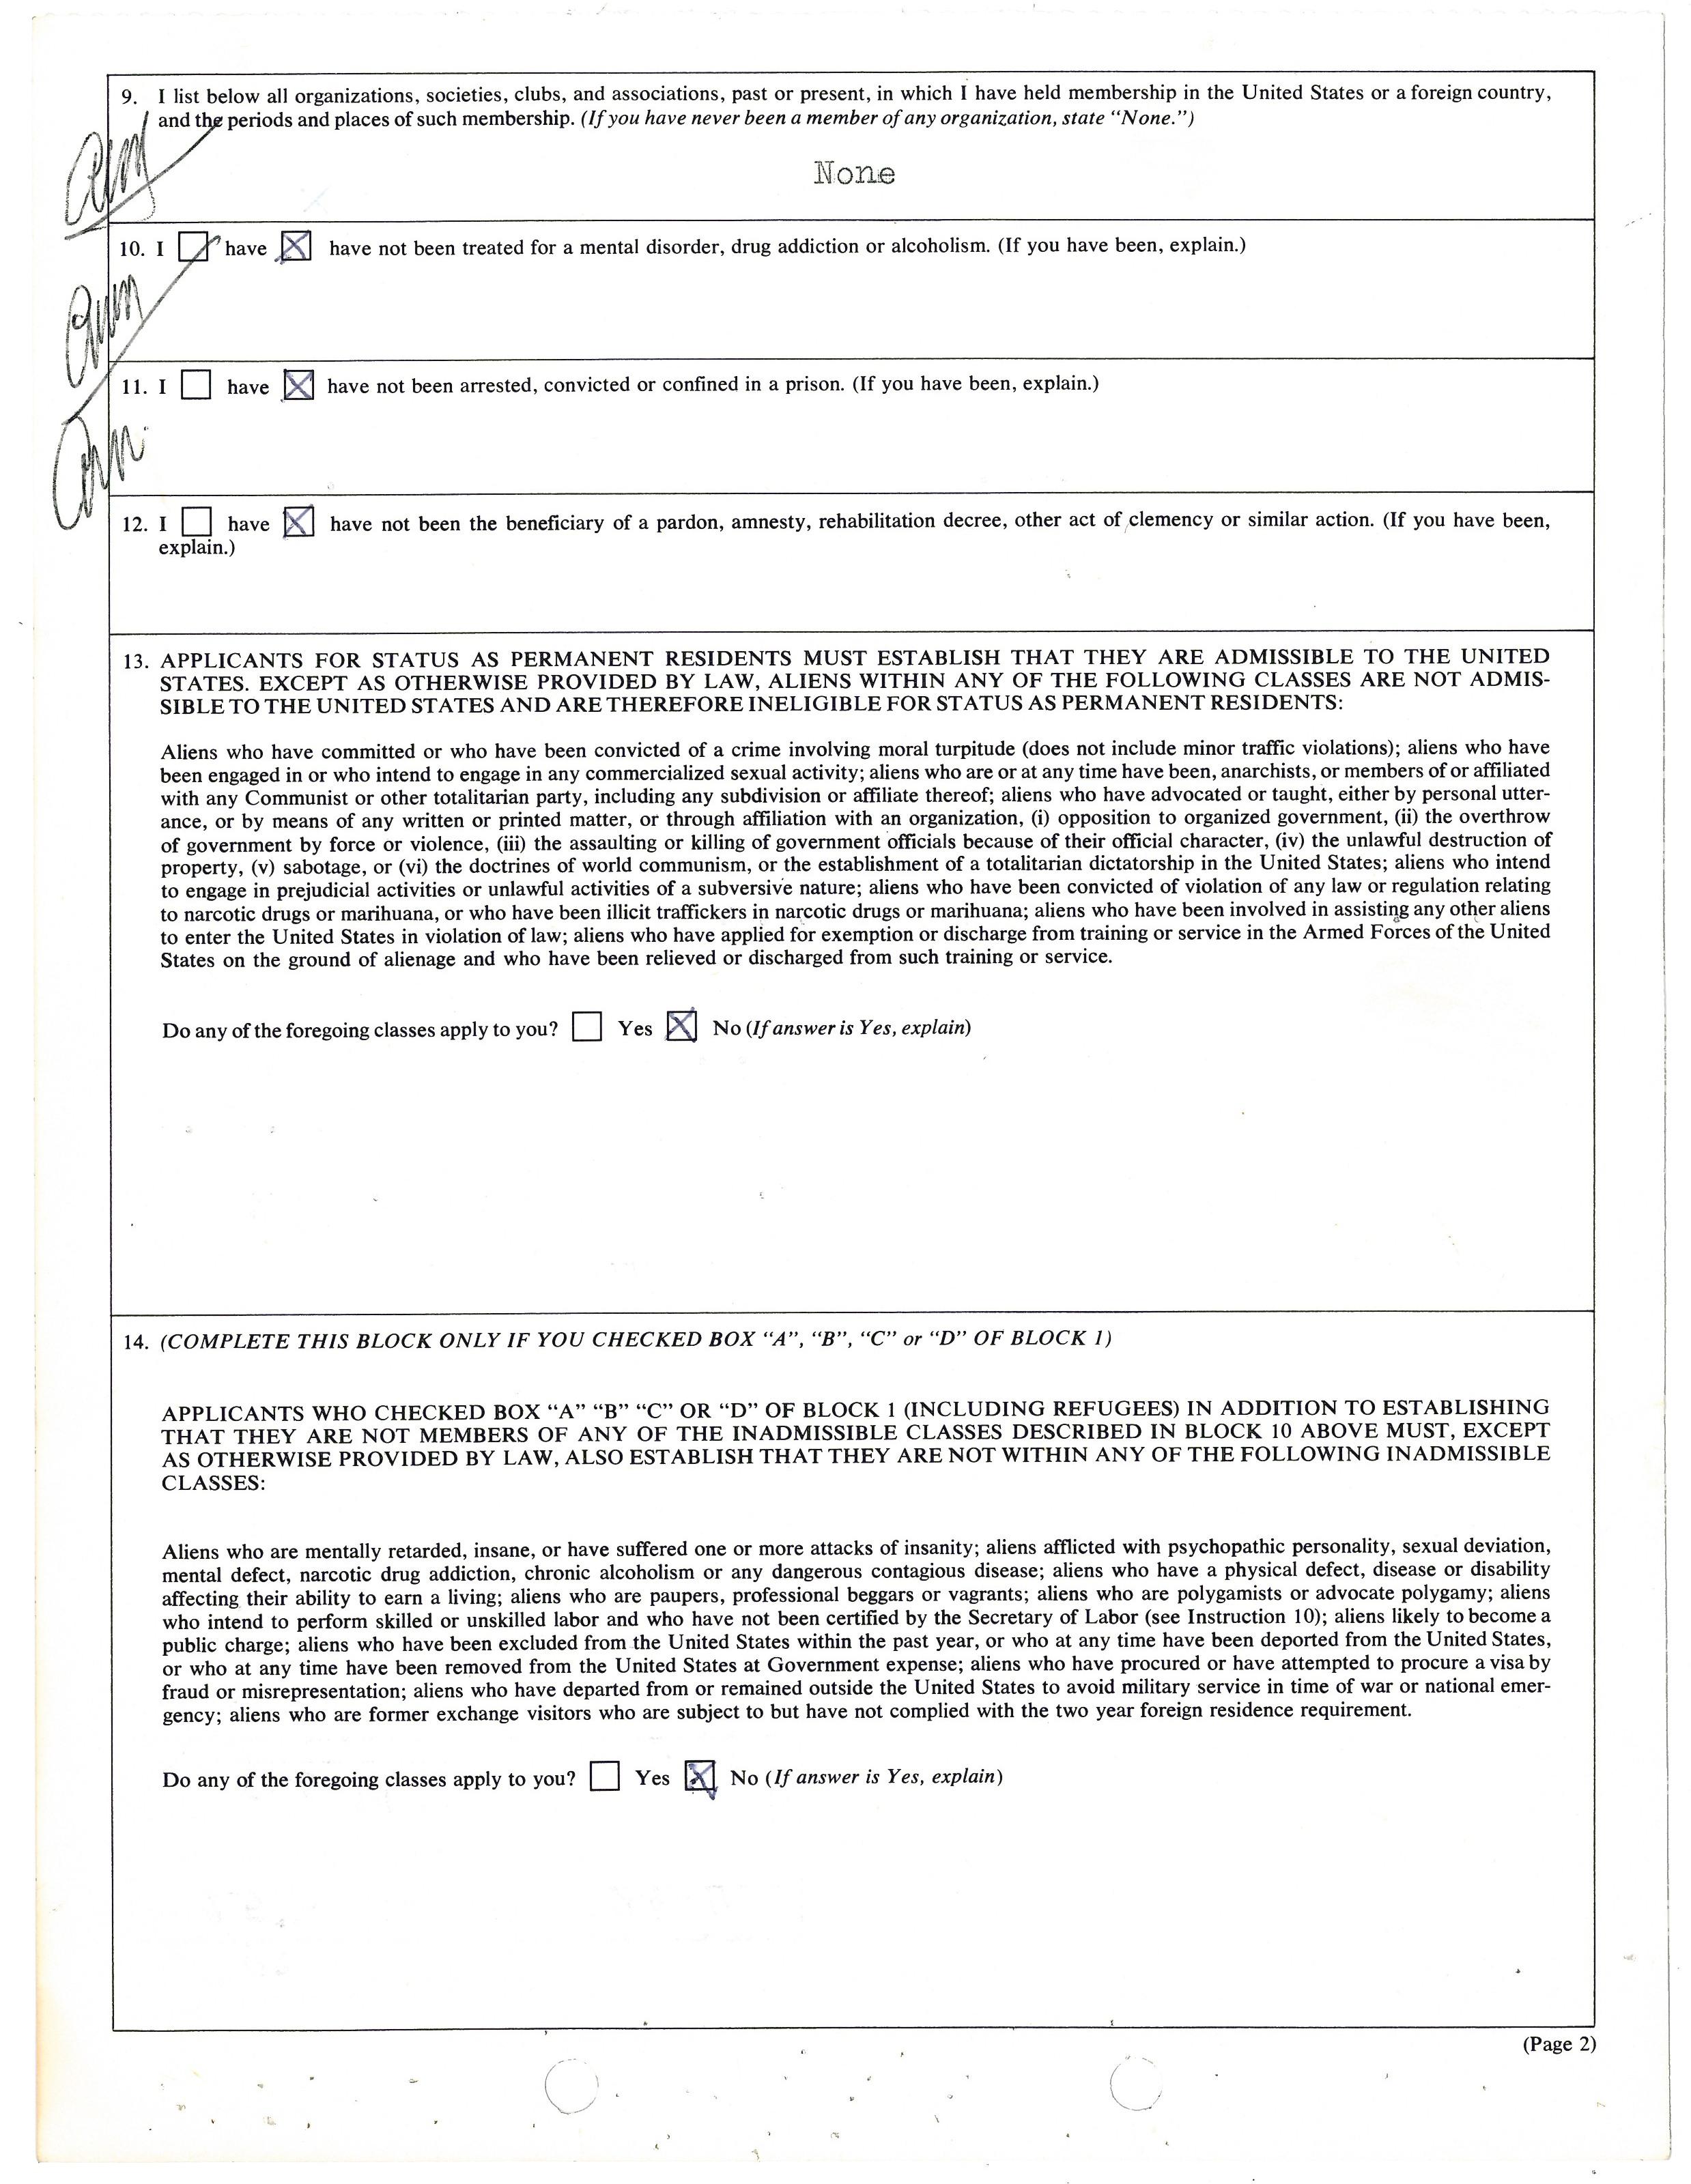 9. I list below all organizations, societies, clubs, and associations, past or present, in which I have held membership in the United States or a foreign country,
and the periods and places of such membership. (If you have never been a member of any organization, state “None.”)
None
10. I have have not been treated for a mental disorder, drug addiction or alcoholism. (If you have been, explain.)
11. I have have not been arrested, convicted or confined in a prison. (If you have been, explain.)
12. I have have not been the beneficiary of a pardon, amnesty, rehabilitation decree, other act of clemency or similar action. (If you have been,
explain.)
13. APPLICANTS FOR STATUS AS PERMANENT RESIDENTS MUST ESTABLISH THAT THEY ARE ADMISSIBLE TO THE UNITED
STATES. EXCEPT AS OTHERWISE PROVIDED BY LAW, ALIENS WITHIN ANY OF THE FOLLOWING CLASSES ARE NOT ADMIS-
SIBLE TO THE UNITED STATES AND ARE THEREFORE INELIGIBLE FOR STATUS AS PERMANENT RESIDENTS:
Aliens who have committed or who have been convicted of a crime involving moral turpitude (does not include minor traffic violations); aliens who have
been engaged in or who intend to engage in any commercialized sexual activity; aliens who are or at any time have been, anarchists, or members of or affiliated
with any Communist or other totalitarian party, including any subdivision or affiliate thereof; aliens who have advocated or taught, either by personal utter-
ance, or by means of any written or printed matter, or through affiliation with an organization, (i) opposition to organized government, (ii) the overthrow
of government by force or violence, (iii) the assaulting or killing of government officials because of their official character, (iv) the unlawful destruction of
property, (v) sabotage, or (vi) the doctrines of world communism, or the establishment of a totalitarian dictatorship in the United States; aliens who intend
to engage in prejudicial activities or unlawful activities of a subversive nature; aliens who have been convicted of violation of any law or regulation relating
to narcotic drugs or marihuana, or who have been illicit traffickers in narcotic drugs or marihuana; aliens who have been involved in assisting any other aliens
to enter the United States in violation of law; aliens who have applied for exemption or discharge from training or service in the Armed Forces of the United
States on the ground of alienage and who have been relieved or discharged from such training or service.
Do any of the foregoing classes apply to you? Yes No (If answer is Yes, explain)
14. (COMPLETE THIS BLOCK ONLY IF YOU CHECKED BOX “A”, “B”, “C” or “D” OF BLOCK 1)
APPLICANTS WHO CHECKED BOX “A” “B” “C” OR “D” OF BLOCK 1 (INCLUDING REFUGEES) IN ADDITION TO ESTABLISHING
THAT THEY ARE NOT MEMBERS OF ANY OF THE INADMISSIBLE CLASSES DESCRIBED IN BLOCK 10 ABOVE MUST, EXCEPT
AS OTHERWISE PROVIDED BY LAW, ALSO ESTABLISH THAT THEY ARE NOT WITHIN ANY OF THE FOLLOWING INADMISSIBLE
CLASSES:
Aliens who are mentally retarded, insane, or have suffered one or more attacks of insanity; aliens afflicted with psychopathic personality, sexual deviation,
mental defect, narcotic drug addiction, chronic alcoholism or any dangerous contagious disease; aliens who have a physical defect, disease or disability
affecting their ability to earn a living; aliens who are paupers, professional beggars or vagrants; aliens who are polygamists or advocate polygamy; aliens
who intend to perform skilled or unskilled labor and who have not been certified by the Secretary of Labor (see Instruction 10); aliens likely to become a
public charge; aliens who have been excluded from the United States within the past year, or who at any time have been deported from the United States,
or who at any time have been removed from the United States at Government expense; aliens who have procured or have attempted to procure a visa by
fraud or misrepresentation; aliens who have departed from or remained outside the United States to avoid military service in time of war or national emer-
gency; aliens who are former exchange visitors who are subject to but have not complied with the two year foreign residence requirement.
Do any of the foregoing classes apply to you? Yes No (If answer is Yes, explain)
(Page 2)